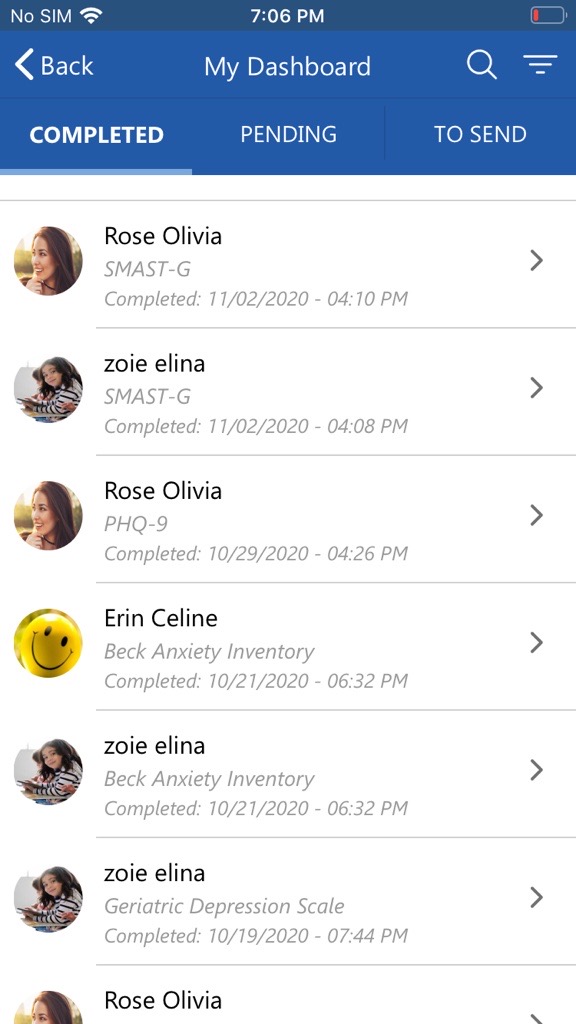 No SIM 7:06 PM
Back My Dashboard
COMPLETED PENDING TO SEND
Rose Olivia
SMAST-G
Completed: 11/02/2020 - 04:10 PM
zoie elina
SMAST-G
Completed: 11/02/2020 - 04:08 PM
Rose Olivia
PHQ-9
Completed: 10/29/2020 - 04:26 PM
Erin Celine
Beck Anxiety Inventory
Completed: 10/21/2020 - 06:32 PM
zoie elina
Beck Anxiety Inventory
Completed: 10/21/2020 - 06:32 PM
zoie elina
Geriatric Depression Scale
Completed: 10/19/2020 - 07:44 PM
Rose Olivia